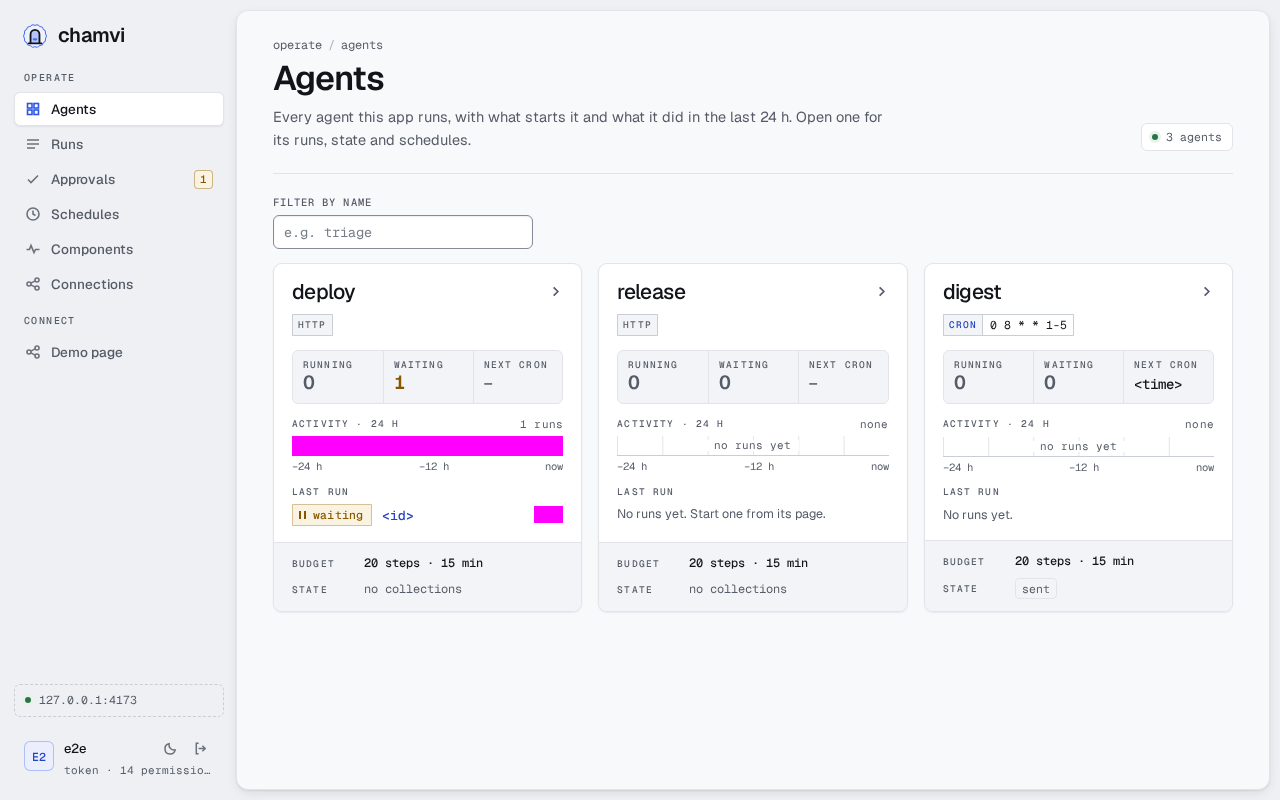 chamvi
OPERATE
Agents
Runs
Approvals 1
Schedules
Components
Connections
CONNECT
Demo page
127.0.0.1:4173
E2
e2e
token · 14 permissio…
operate / agents
Agents
Every agent this app runs, with what starts it and what it did in the last 24 h. Open one for
its runs, state and schedules.
3 agents
FILTER BY NAME
e.g. triage
deploy
HTTP
RUNNING WAITING NEXT CRON
0 1 –
ACTIVITY · 24 H 1 runs
−24 h −12 h now
LAST RUN
waiting <id>
BUDGET 20 steps · 15 min
STATE no collections
release
HTTP
RUNNING WAITING NEXT CRON
0 0 –
ACTIVITY · 24 H none
no runs yet
−24 h −12 h now
LAST RUN
No runs yet. Start one from its page.
BUDGET 20 steps · 15 min
STATE no collections
digest
CRON 0 8 * * 1-5
RUNNING WAITING NEXT CRON
0 0 <time>
ACTIVITY · 24 H none
no runs yet
−24 h −12 h now
LAST RUN
No runs yet.
BUDGET 20 steps · 15 min
STATE sent